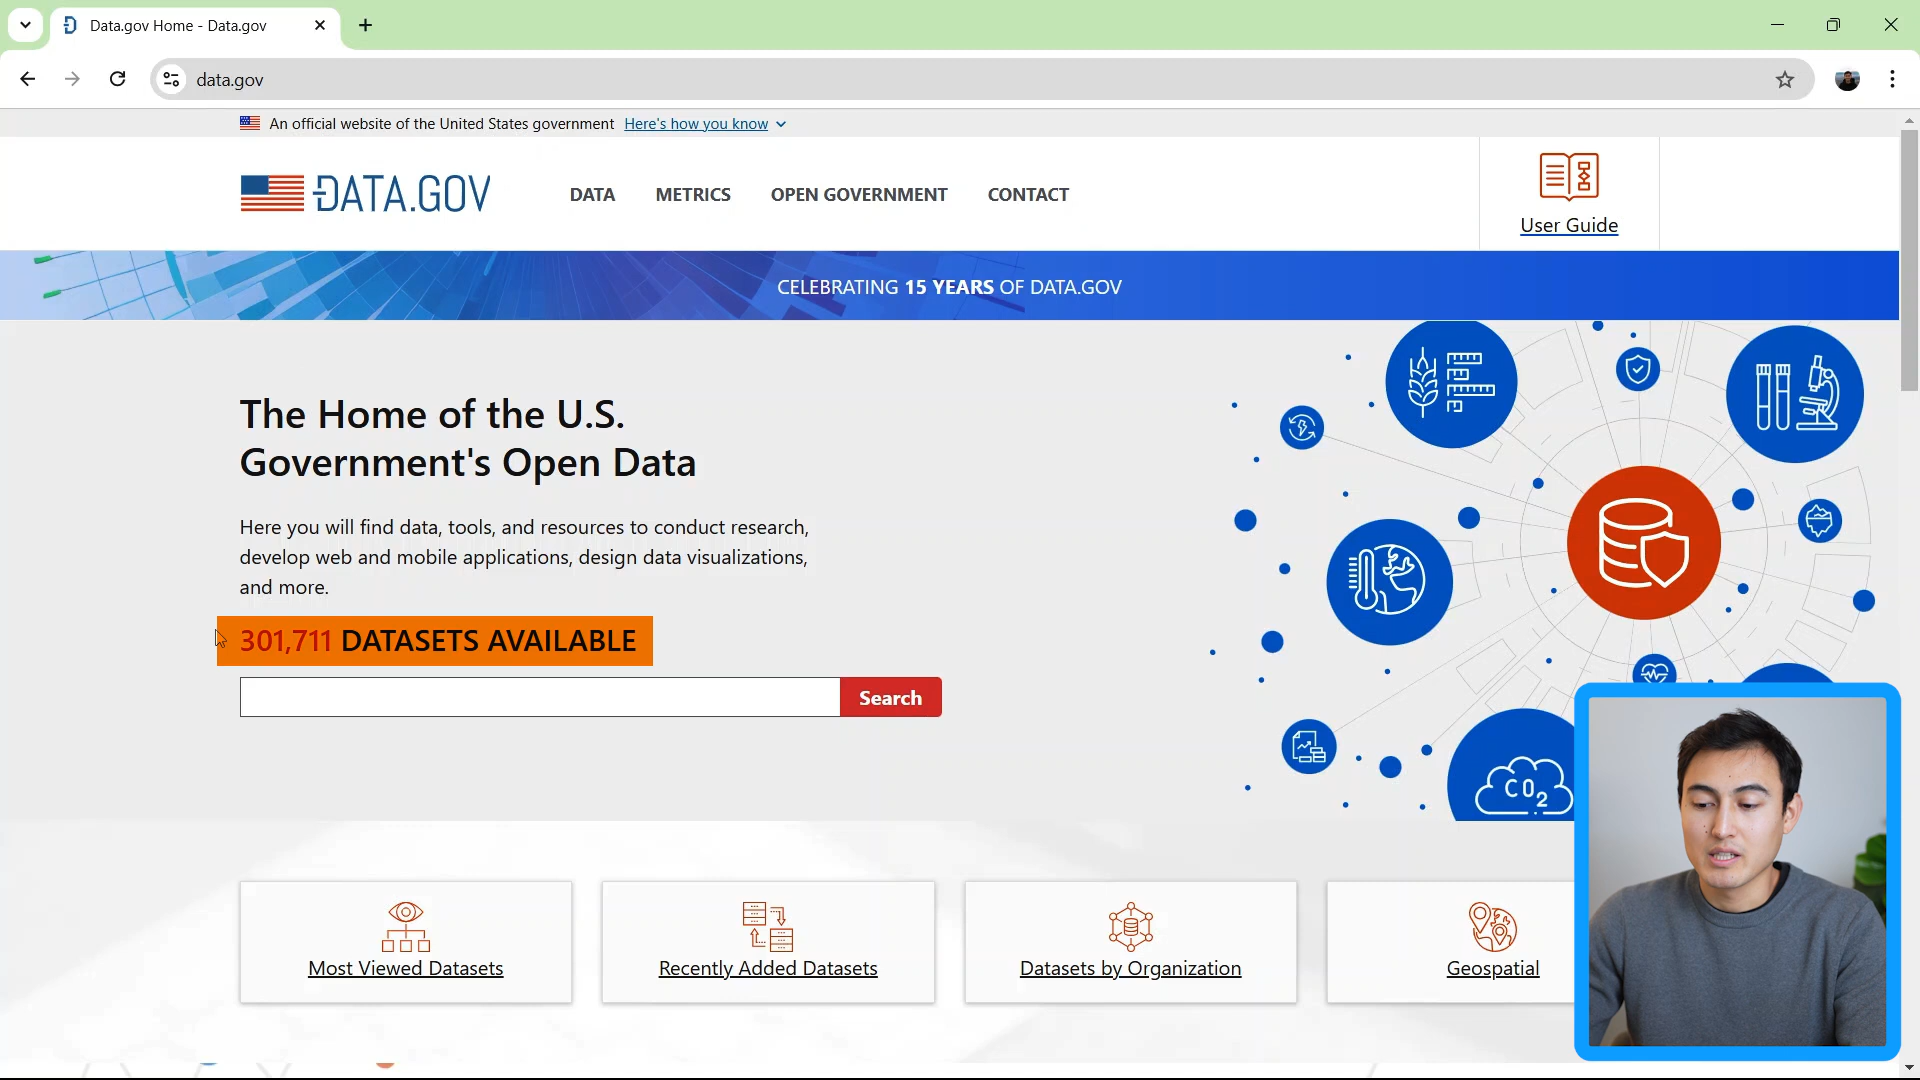 Data.gov Home - Data.gov
data.gov
An official website of the United States government Here's how you know
DATA.GOV
DATA METRICS OPEN GOVERNMENT CONTACT
User Guide
CELEBRATING 15 YEARS OF DATA.GOV
The Home of the U.S.
Government's Open Data
Here you will find data, tools, and resources to conduct research,
develop web and mobile applications, design data visualizations,
and more.
301,711 DATASETS AVAILABLE
Search
CO2
Most Viewed Datasets
Recently Added Datasets
Datasets by Organization
Geospatial